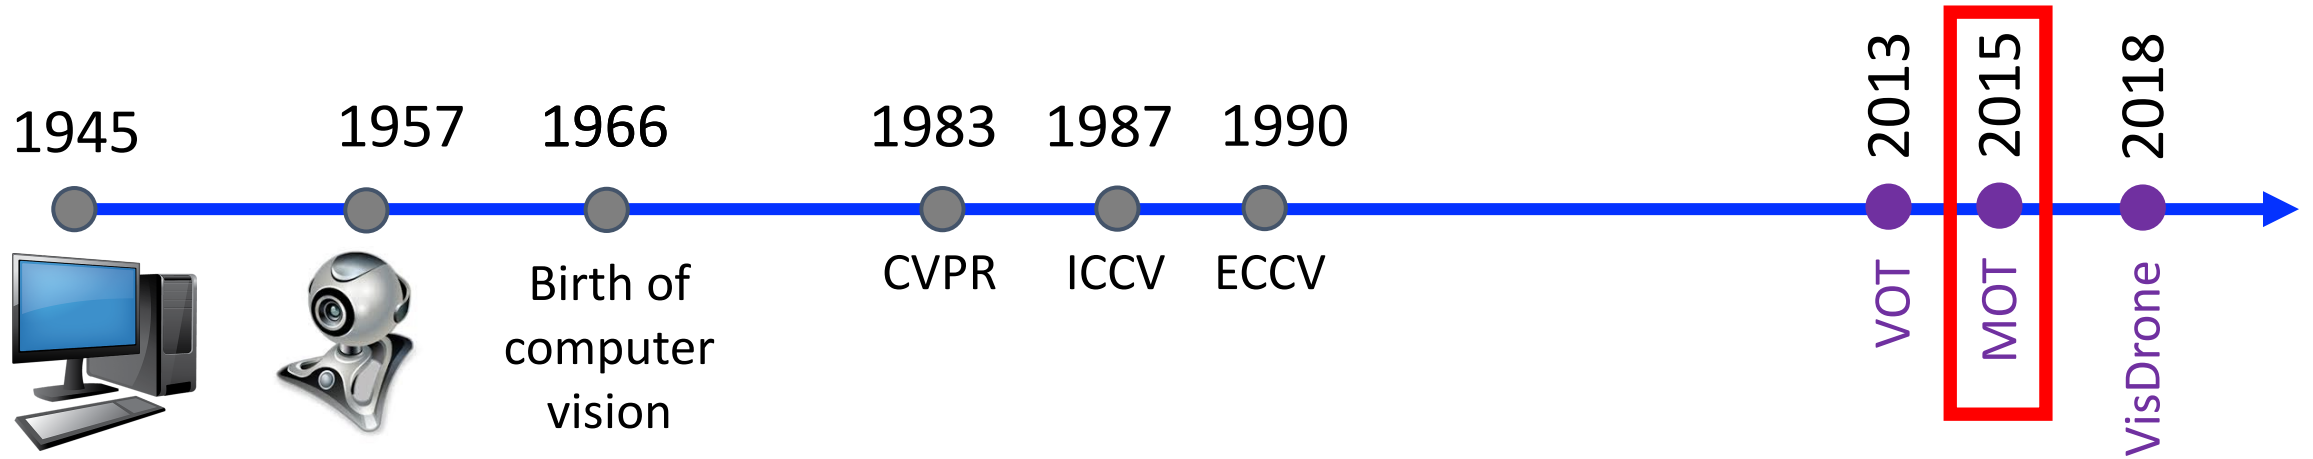 1945
1957
1966
1983
1987
1990
2013
2015
2018
Birth of
computer
vision
CVPR
ICCV
ECCV
VOT
MOT
VisDrone